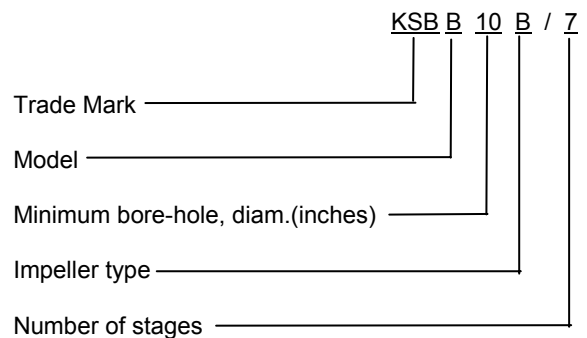 KSB B 10 B / 7
Trade Mark
Model
Minimum bore-hole, diam.(inches)
Impeller type
Number of stages